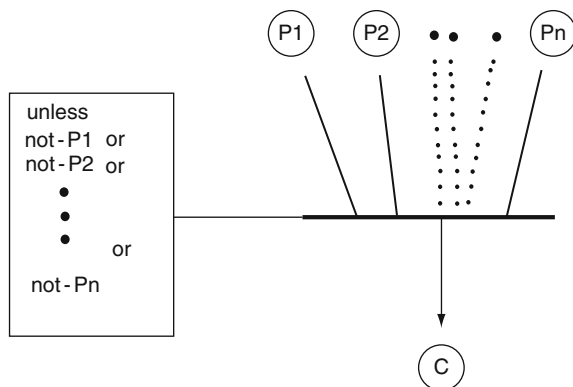 P1 P2 Pn
unless
not-P1 or
not-P2 or
or
not-Pn
C